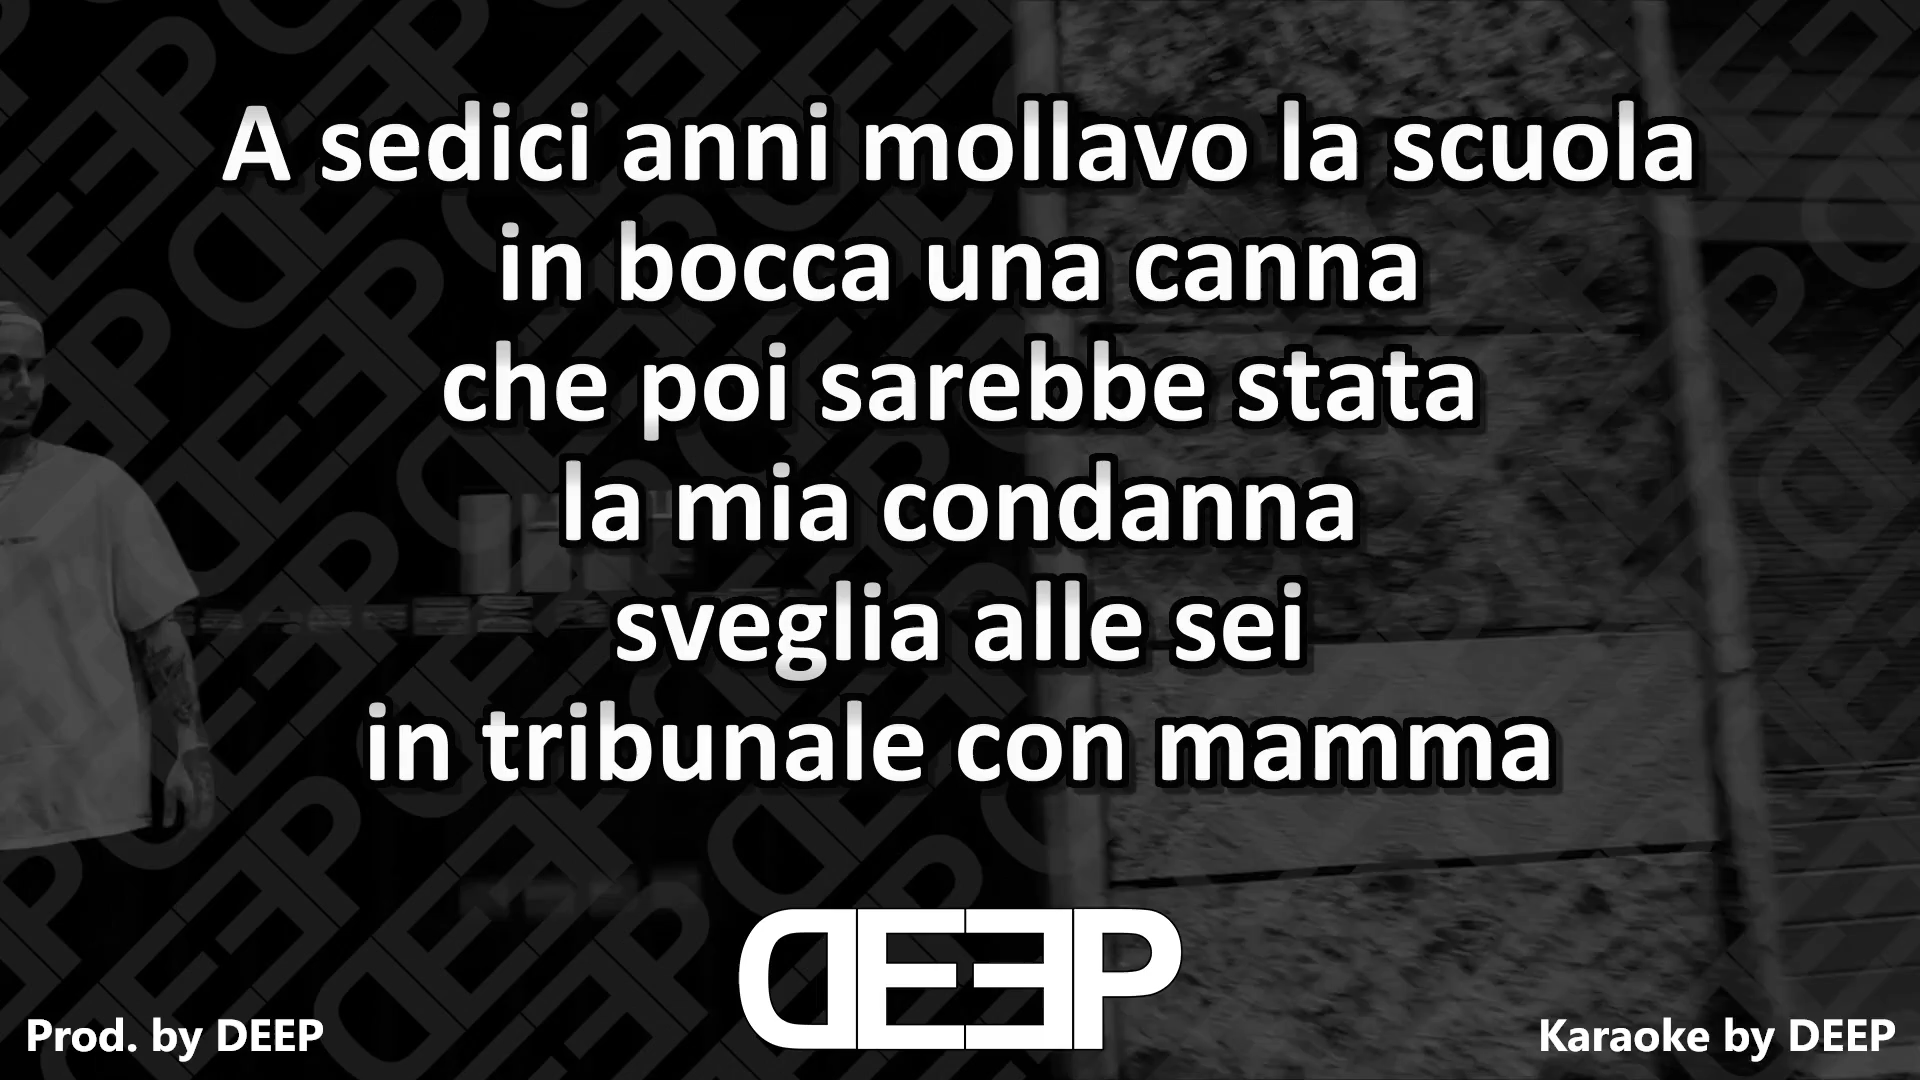 A sedici anni mollavo la scuola
in bocca una canna
che poi sarebbe stata
la mia condanna
sveglia alle sei
in tribunale con mamma
DEEP
Prod. by DEEP
Karaoke by DEEP